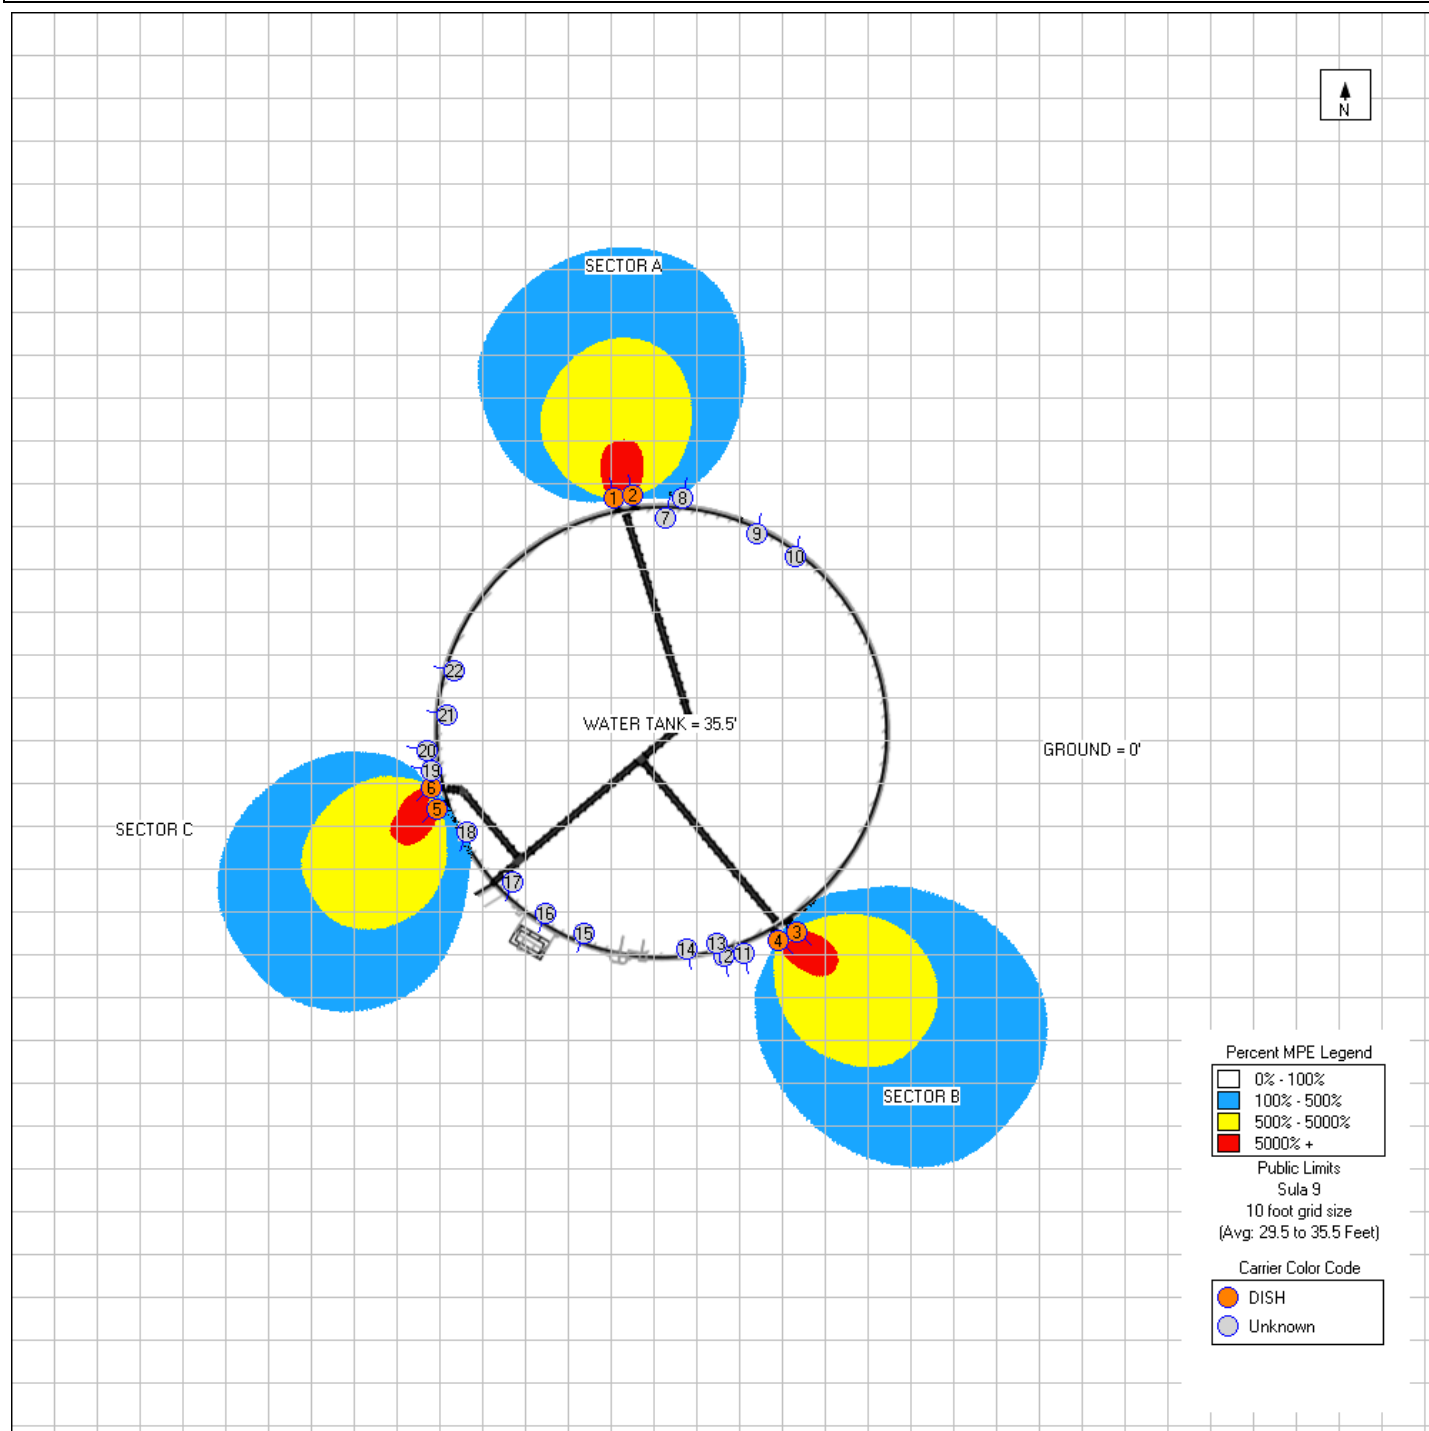 N
SECTOR A
1
2
8
7
9
10
22
21
WATER TANK = 35.5'
20
GROUND = 0'
19
6
5
SECTOR C
18
17
16
15
3
4
13
14
11
12
SECTOR B
Percent MPE Legend
0% - 100%
100% - 500%
500% - 5000%
5000% +
Public Limits
Sula 9
10 foot grid size
(Avg: 29.5 to 35.5 Feet)
Carrier Color Code
DISH
Unknown